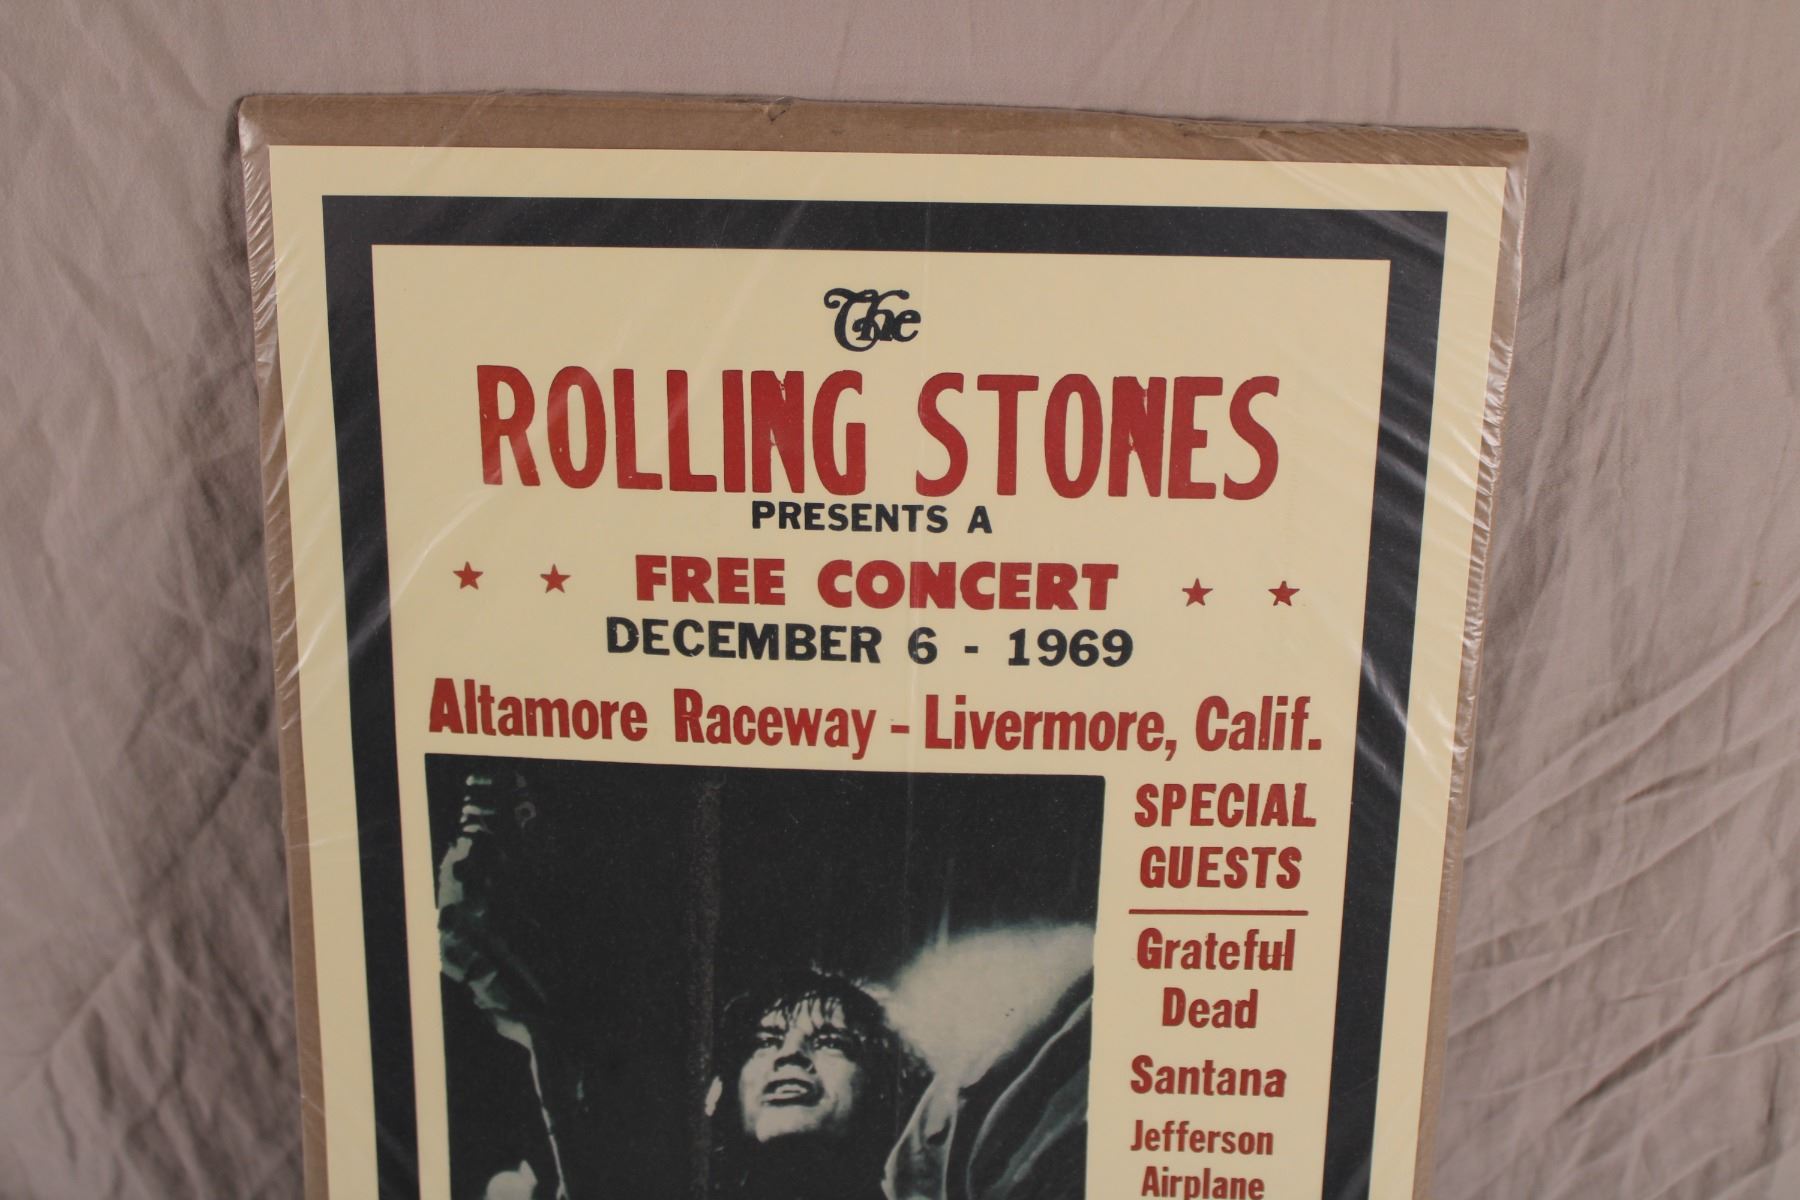 The
ROLLING STONES
PRESENTS A
FREE CONCERT
DECEMBER 6 - 1969
Altamore Raceway - Livermore, Calif.
SPECIAL
GUESTS
Grateful
Dead
Santana
Jefferson
Airplane